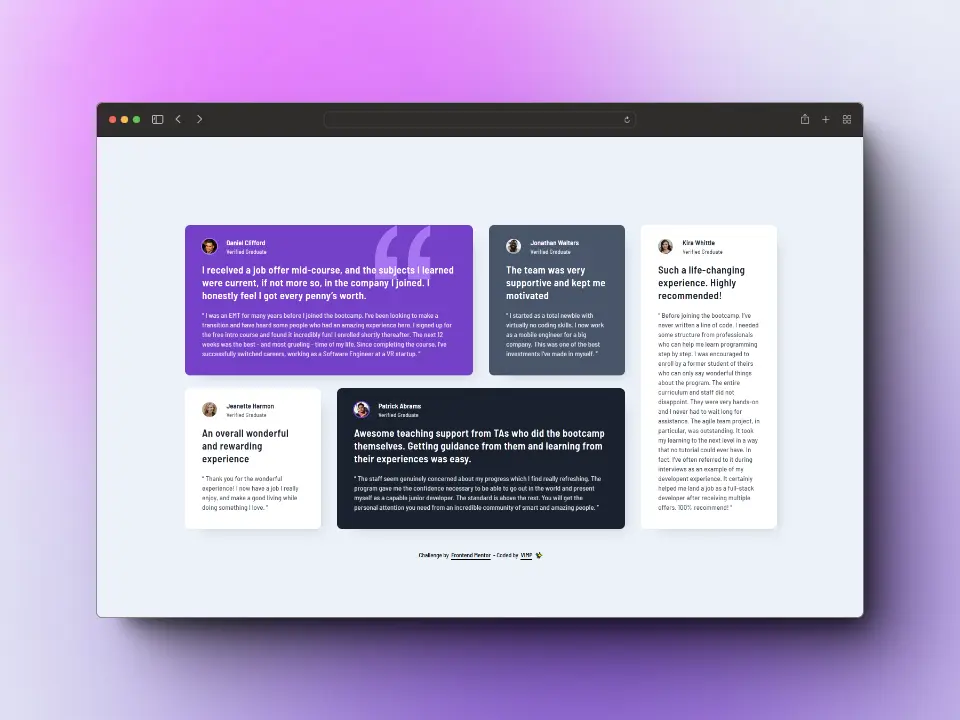 Daniel Clifford
Verified Graduate
I received a job offer mid-course, and the subjects I learned
were current, if not more so, in the company I joined. I
honestly feel I got every penny's worth.
" I was an EMT for many years before I joined the bootcamp. I've been looking to make a
transition and have heard some people who had an amazing experience here. I signed up for
the free intro course and found it incredibly fun! I enrolled shortly thereafter. The next 12
weeks was the best - and most grueling - time of my life. Since completing the course, I've
successfully switched careers, working as a Software Engineer at a VR startup. "
Jonathan Walters
Verified Graduate
The team was very
supportive and kept me
motivated
" I started as a total newbie with
virtually no coding skills. I now work
as a mobile engineer for a big
company. This was one of the best
investments I've made in myself. "
Kira Whittle
Verified Graduate
Such a life-changing
experience. Highly
recommended!
" Before joining the bootcamp, I've
never written a line of code. I needed
some structure from professionals
who can help me learn programming
step by step. I was encouraged to
enroll by a former student of theirs
who can only say wonderful things
about the program. The entire
curriculum and staff did not
disappoint. They were very hands-on
and I never had to wait long for
assistance. The agile team project, in
particular, was outstanding. It took
my learning to the next level in a way
that no tutorial could ever have. In
fact, I've often referred to it during
interviews as an example of my
developent experience. It certainly
helped me land a job as a full-stack
developer after receiving multiple
offers. 100% recommend! "
Jeanette Harmon
Verified Graduate
An overall wonderful
and rewarding
experience
" Thank you for the wonderful
experience! I now have a job I really
enjoy, and make a good living while
doing something I love. "
Patrick Abrams
Verified Graduate
Awesome teaching support from TAs who did the bootcamp
themselves. Getting guidance from them and learning from
their experiences was easy.
" The staff seem genuinely concerned about my progress which I find really refreshing. The
program gave me the confidence necessary to be able to go out in the world and present
myself as a capable junior developer. The standard is above the rest. You will get the
personal attention you need from an incredible community of smart and amazing people. "
Challenge by Frontend Mentor - Coded by VIMP